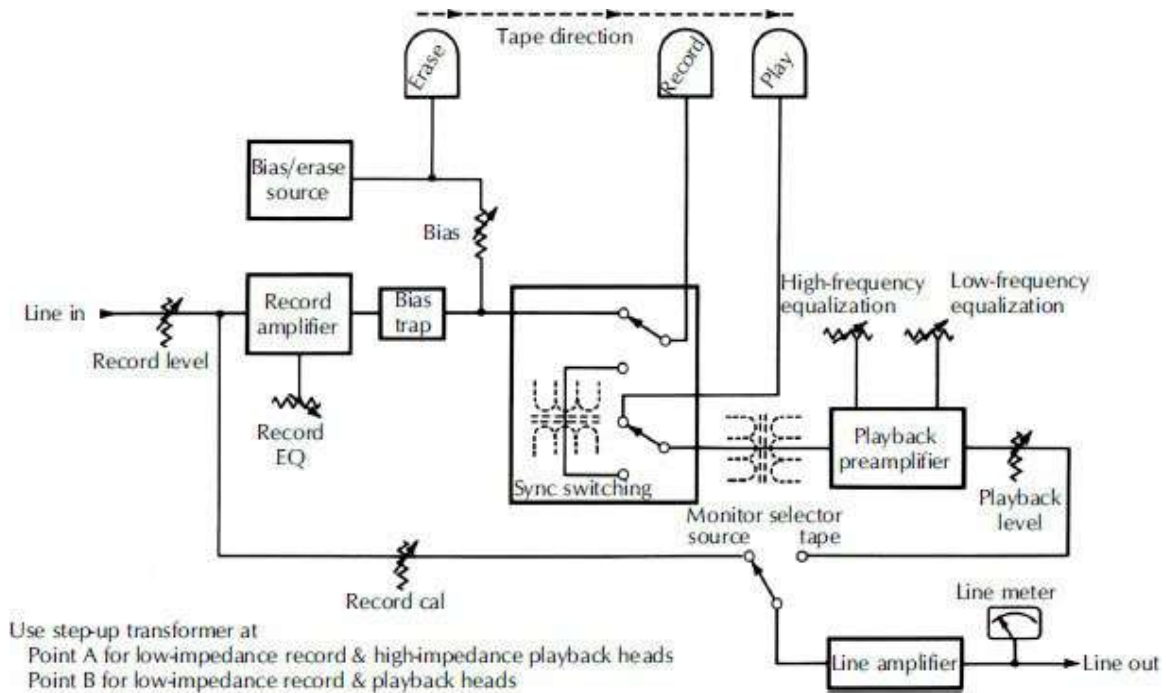 Tape direction
Erase
Record
Play
Bias/erase
source
Bias
High-frequency
equalization
Low-frequency
equalization
Line in
Record
amplifier
Bias
trap
Record level
Record
EQ
Sync switching
Playback
preamplifier
Playback
level
Monitor selector
source
tape
Record cal
Line meter
Line amplifier
Line out
Use step-up transformer at
Point A for low-impedance record & high-impedance playback heads
Point B for low-impedance record & playback heads